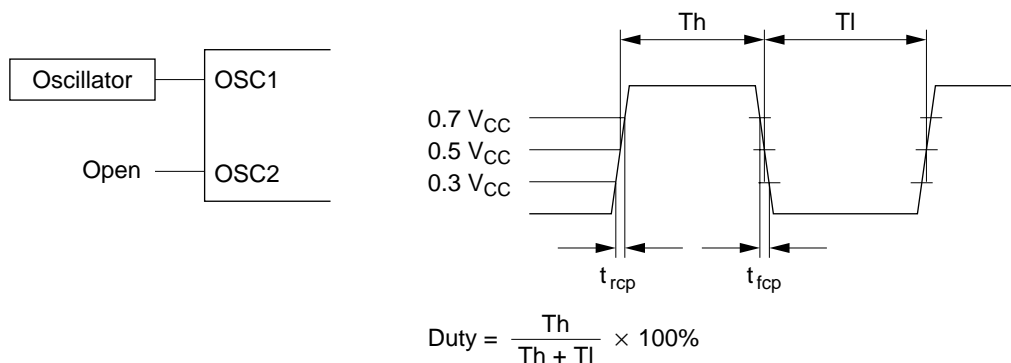 Th
Tl
Oscillator
OSC1
Open
OSC2
0.7 VCC
0.5 VCC
0.3 VCC
trcp
tfcp
Duty = Th / Th + Tl × 100%